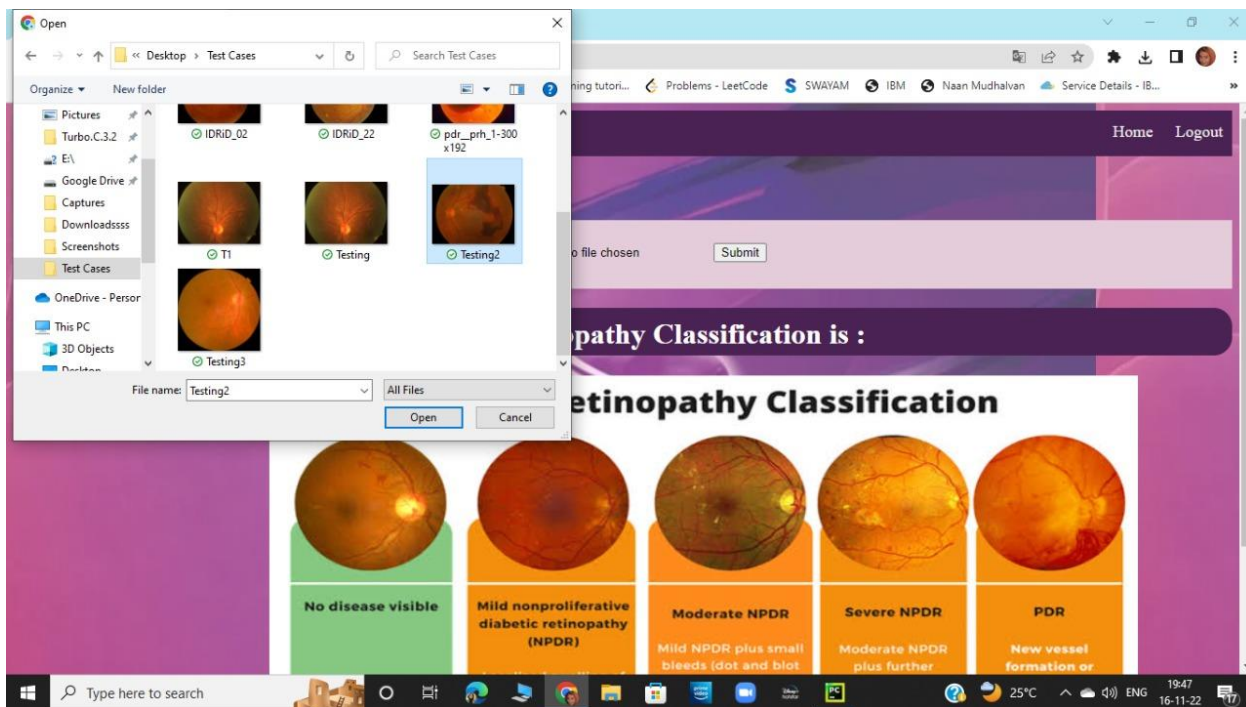 Open
« Desktop > Test Cases
Search Test Cases
Organize
New folder
ning tutori...
Problems - LeetCode
SWAYAM
IBM
Naan Mudhalvan
Service Details - IB...
»
Pictures
Turbo.C.3.2
E:\
Google Drive
Captures
Downloadssss
Screenshots
Test Cases
OneDrive - Person
This PC
3D Objects
Desktop
IDRiD_02
IDRiD_22
pdr__prh_1-300
x192
T1
Testing
Testing2
Testing3
File name:
Testing2
All Files
Open
Cancel
Home
Logout
o file chosen
Submit
pathy Classification is :
etinopathy Classification
No disease visible
Mild nonproliferative
diabetic retinopathy
(NPDR)
Moderate NPDR
Mild NPDR plus small
bleeds (dot and blot
Severe NPDR
Moderate NPDR
plus further
PDR
New vessel
formation or
Type here to search
PC
25°C
ENG
19:47
16-11-22
17